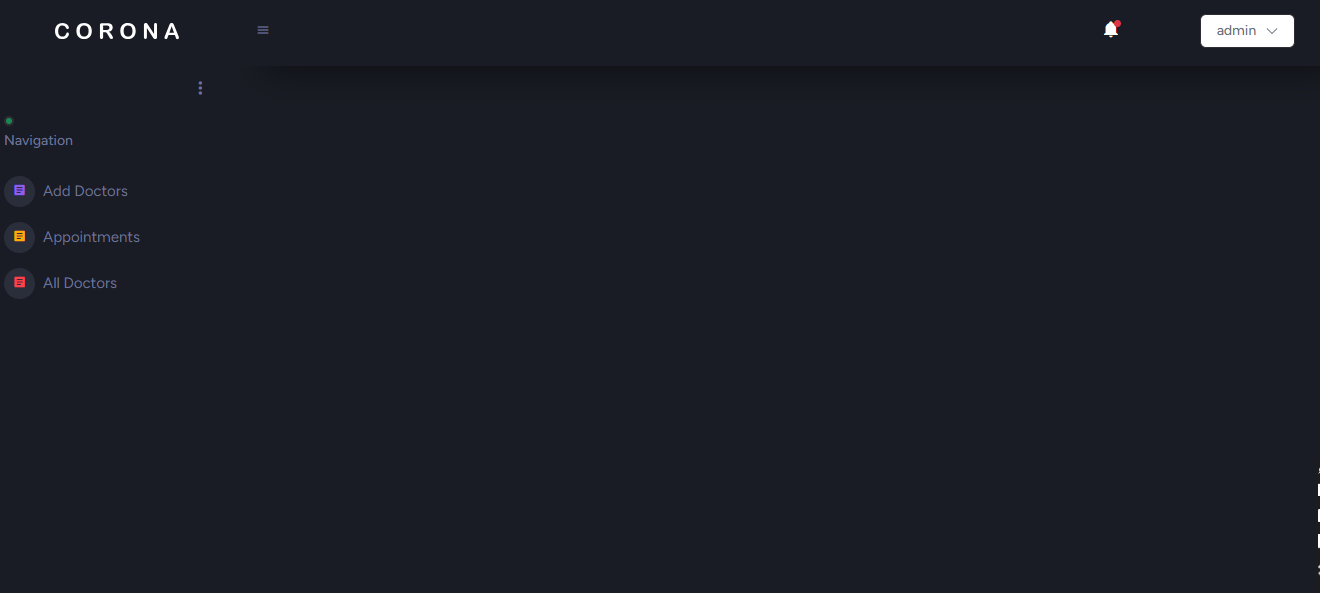 CORONA
admin
Navigation
Add Doctors
Appointments
All Doctors